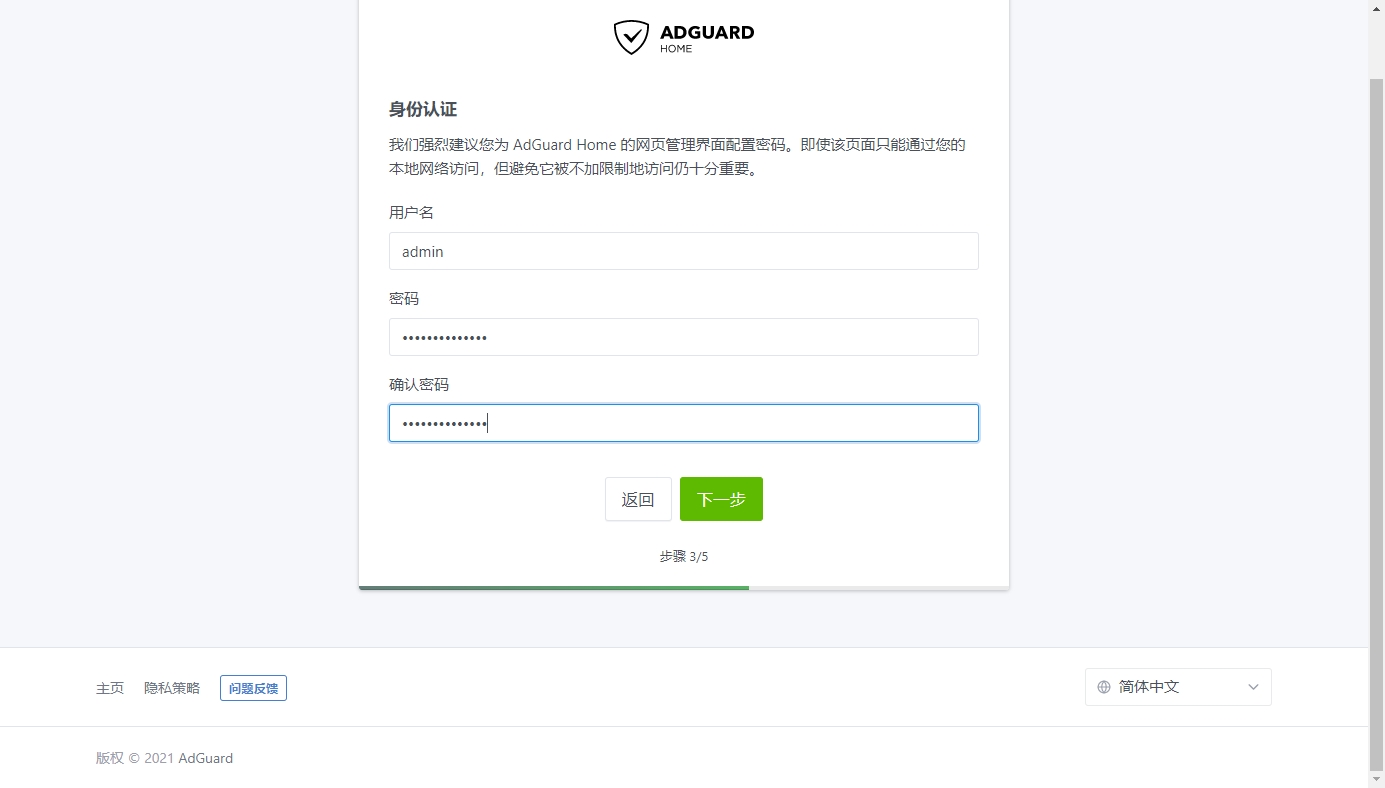 ADGUARD
HOME
身份认证
我们强烈建议您为 AdGuard Home 的网页管理界面配置密码。即使该页面只能通过您的
本地网络访问，但避免它被不加限制地访问仍十分重要。
用户名
admin
密码
••••••••••••••
确认密码
••••••••••••••
返回 下一步
步骤 3/5
主页 隐私策略 问题反馈 简体中文
版权 © 2021 AdGuard